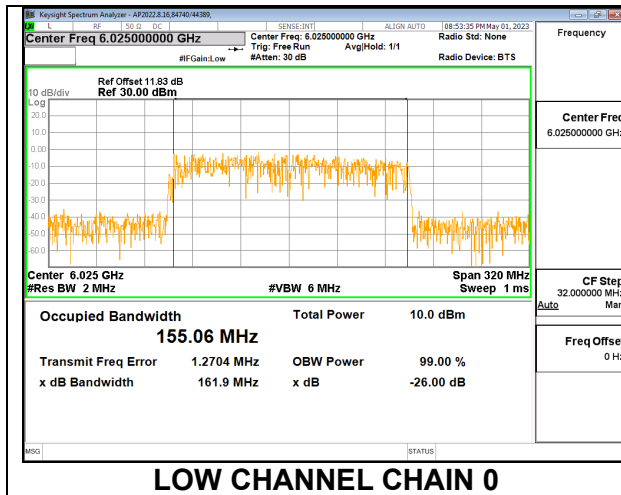 Keysight Spectrum Analyzer - AP2022.8.16,84740/44389,
L RF 50 Ω DC SENSE:INT ALIGN AUTO 08:53:35 PM May 01, 2023
Center Freq 6.025000000 GHz
Center Freq: 6.025000000 GHz
Radio Std: None
Trig: Free Run Avg|Hold: 1/1
#IFGain:Low #Atten: 30 dB Radio Device: BTS
Frequency
Ref Offset 11.83 dB
10 dB/div Ref 30.00 dBm
Log
20.0
10.0
0.00
-10.0
-20.0
-30.0
-40.0
-50.0
-60.0
Center 6.025 GHz Span 320 MHz
#Res BW 2 MHz #VBW 6 MHz Sweep 1 ms
Center Freq
6.025000000 GHz
CF Step
32.000000 MHz
Auto Man
Freq Offset
0 Hz
Occupied Bandwidth Total Power 10.0 dBm
155.06 MHz
Transmit Freq Error 1.2704 MHz OBW Power 99.00 %
x dB Bandwidth 161.9 MHz x dB -26.00 dB
MSG STATUS
LOW CHANNEL CHAIN 0